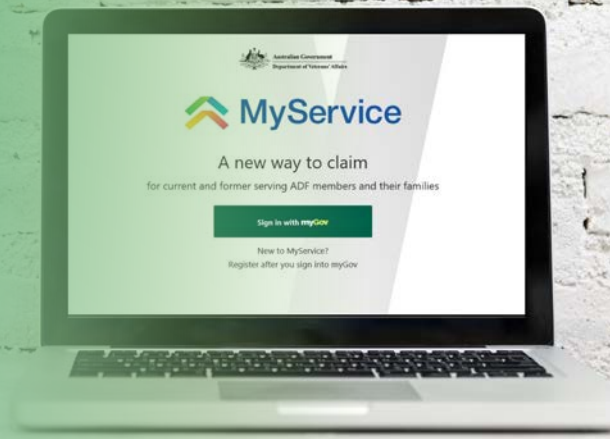 Australian Government
Department of Veterans' Affairs
MyService
A new way to claim
for current and former serving ADF members and their families
Sign in with myGov
New to MyService?
Register after you sign into myGov